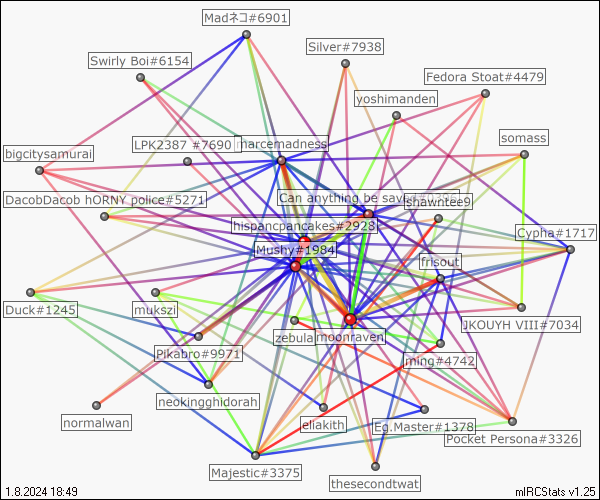 Madネコ#6901
Silver#7938
Swirly Boi#6154
Fedora Stoat#4479
yoshimanden
somass
LPK2387 #7690
marcemadness
bigcitysamurai
Can anything be saved
shawntee9
DacobDacob hORNY police#5271
hispancpancakes#2928
Cypha#1717
Mushy#1984
frisout
Duck#1245
mukszi
JKOUYH VIII#7034
zebula
moonraven
Pikabro#9971
ming#4742
neokingghidorah
normalwan
eliakith
Eg.Master#1378
Pocket Persona#3326
Majestic#3375
thesecondtwat
1.8.2024 18:49
mIRCStats v1.25